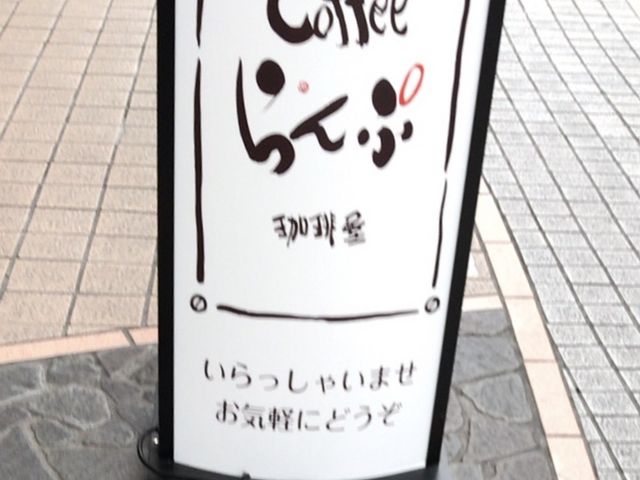 Coffee
らんぷ
珈琲屋
いらっしゃいませ
お気軽にどうぞ